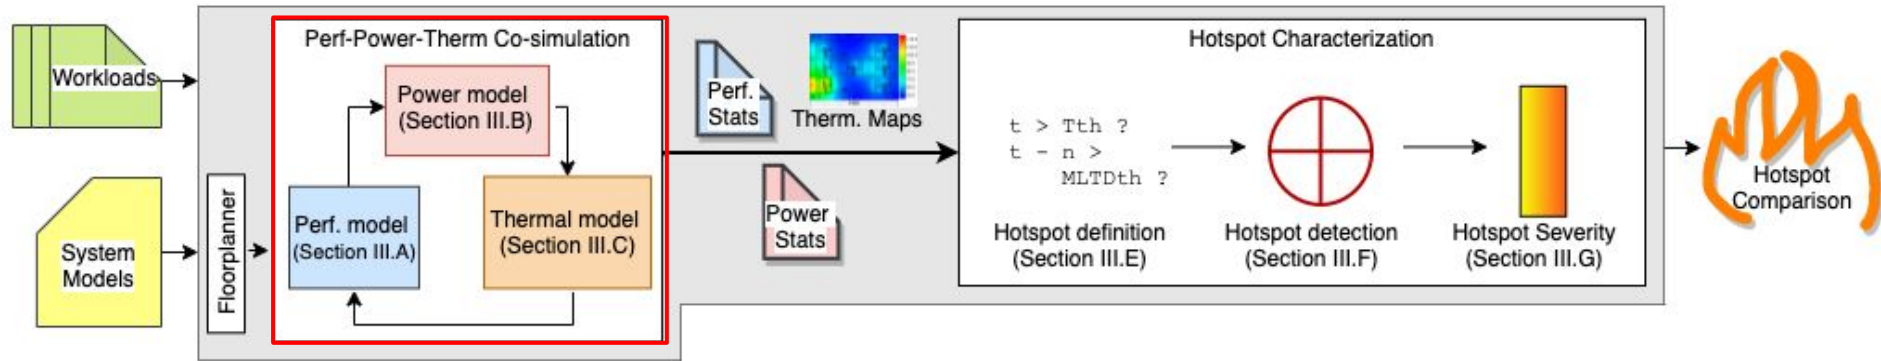 Workloads
System
Models
Floorplanner
Perf-Power-Therm Co-simulation
Power model
(Section III.B)
Perf. model
(Section III.A)
Thermal model
(Section III.C)
Perf.
Stats
Therm. Maps
Power
Stats
Hotspot Characterization
t > Tth ?
t - n >
MLTDth ?
Hotspot definition
(Section III.E)
Hotspot detection
(Section III.F)
Hotspot Severity
(Section III.G)
Hotspot
Comparison